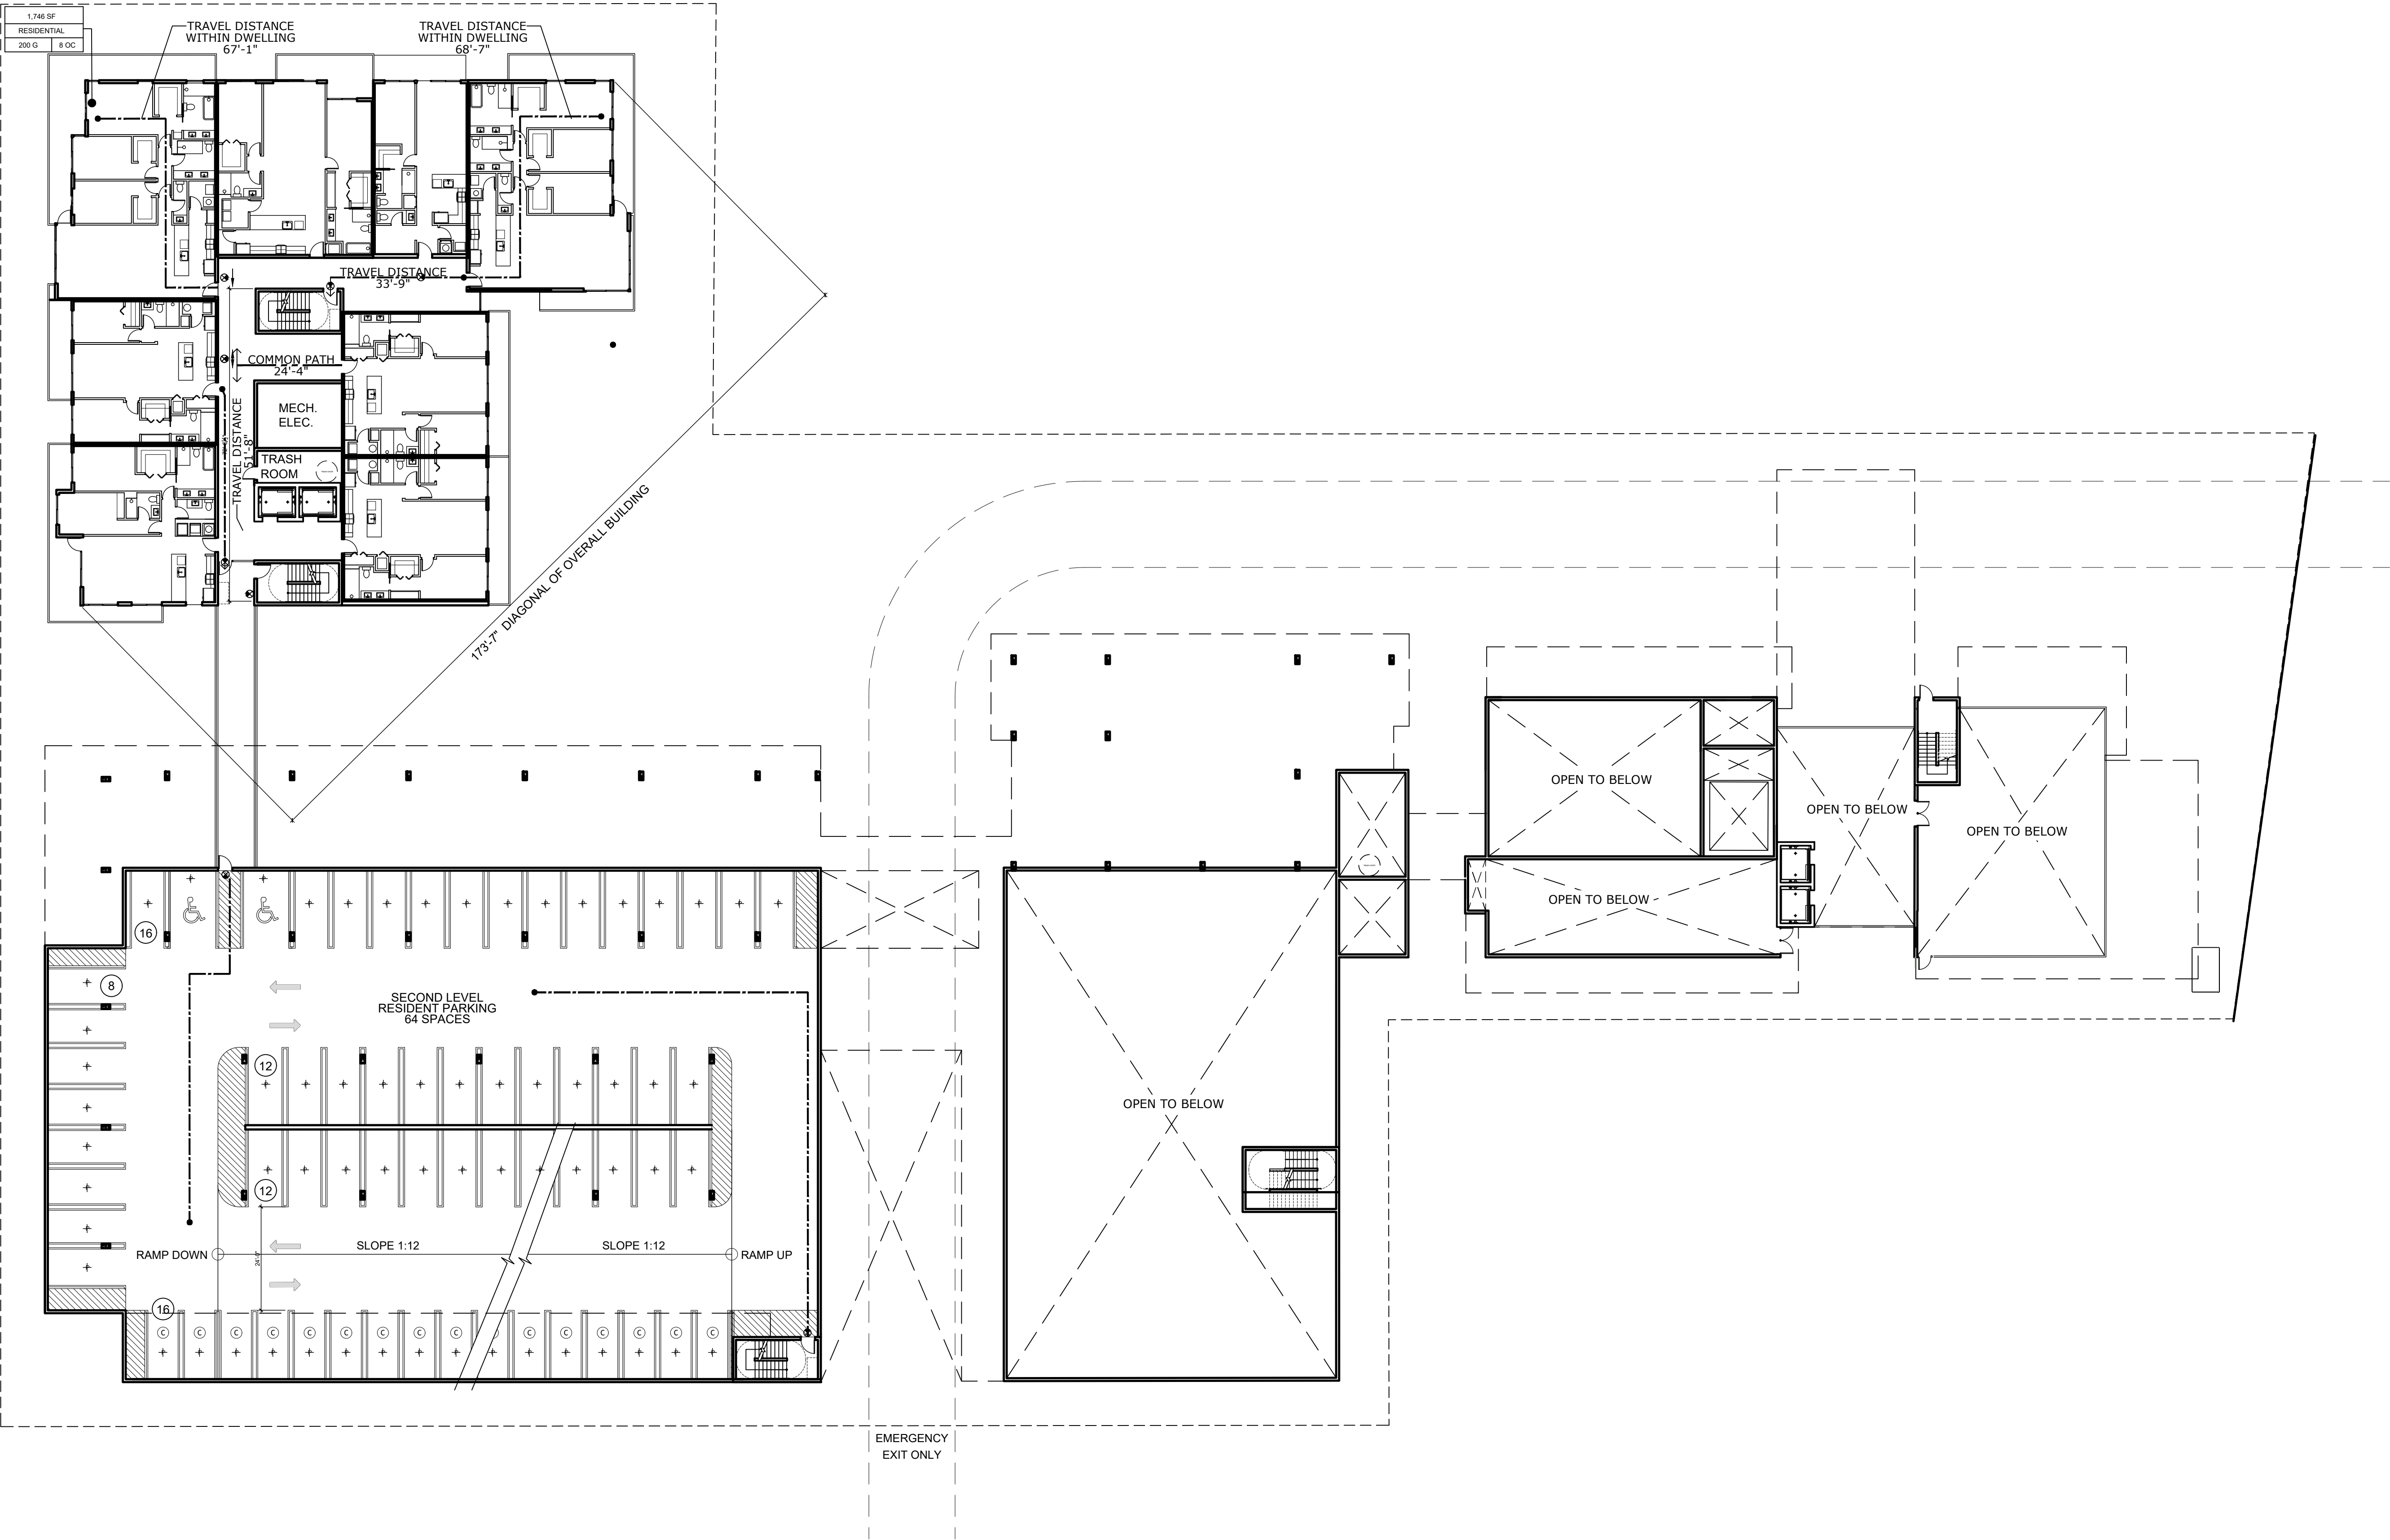 1,746 SF
RESIDENTIAL
200 G
8 OC
TRAVEL DISTANCE
WITHIN DWELLING
67'-1"
TRAVEL DISTANCE
WITHIN DWELLING
68'-7"
TRAVEL DISTANCE
33'-9"
COMMON PATH
24'-4"
MECH.
ELEC.
TRAVEL DISTANCE
51'-8"
TRASH
ROOM
173'-7" DIAGONAL OF OVERALL BUILDING
OPEN TO BELOW
OPEN TO BELOW
OPEN TO BELOW
OPEN TO BELOW
16
8
SECOND LEVEL
RESIDENT PARKING
64 SPACES
12
OPEN TO BELOW
12
RAMP DOWN
SLOPE 1:12
SLOPE 1:12
RAMP UP
24'-0"
16
C C C C C C C C C C C C C C C
EMERGENCY
EXIT ONLY